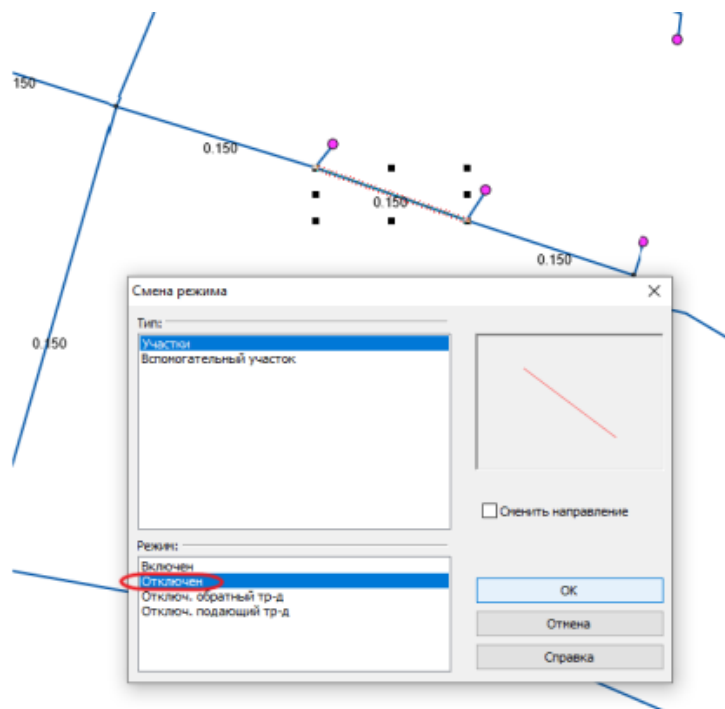 150
0.150
0.150
0.150
0.150
Смена режима
Тип:
Участки
Вспомогательный участок
Сменить направление
Режим:
Включен
Отключен
Отключ. обратный тр-д
Отключ. подающий тр-д
OK
Отмена
Справка